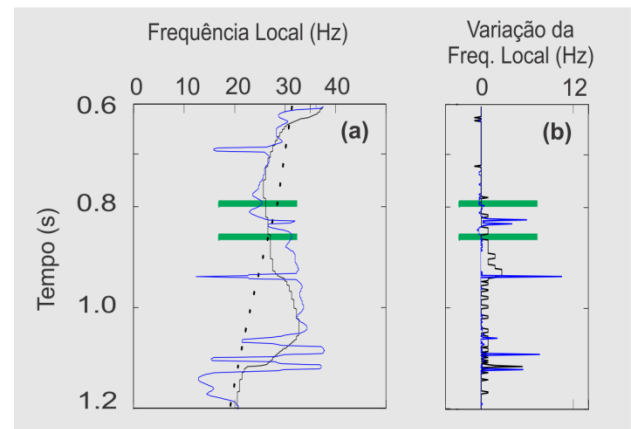 Frequência Local (Hz)
0 10 20 30 40
(a)
Variação da
Freq. Local (Hz)
0 12
(b)
Tempo (s)
0.6
0.8
1.0
1.2